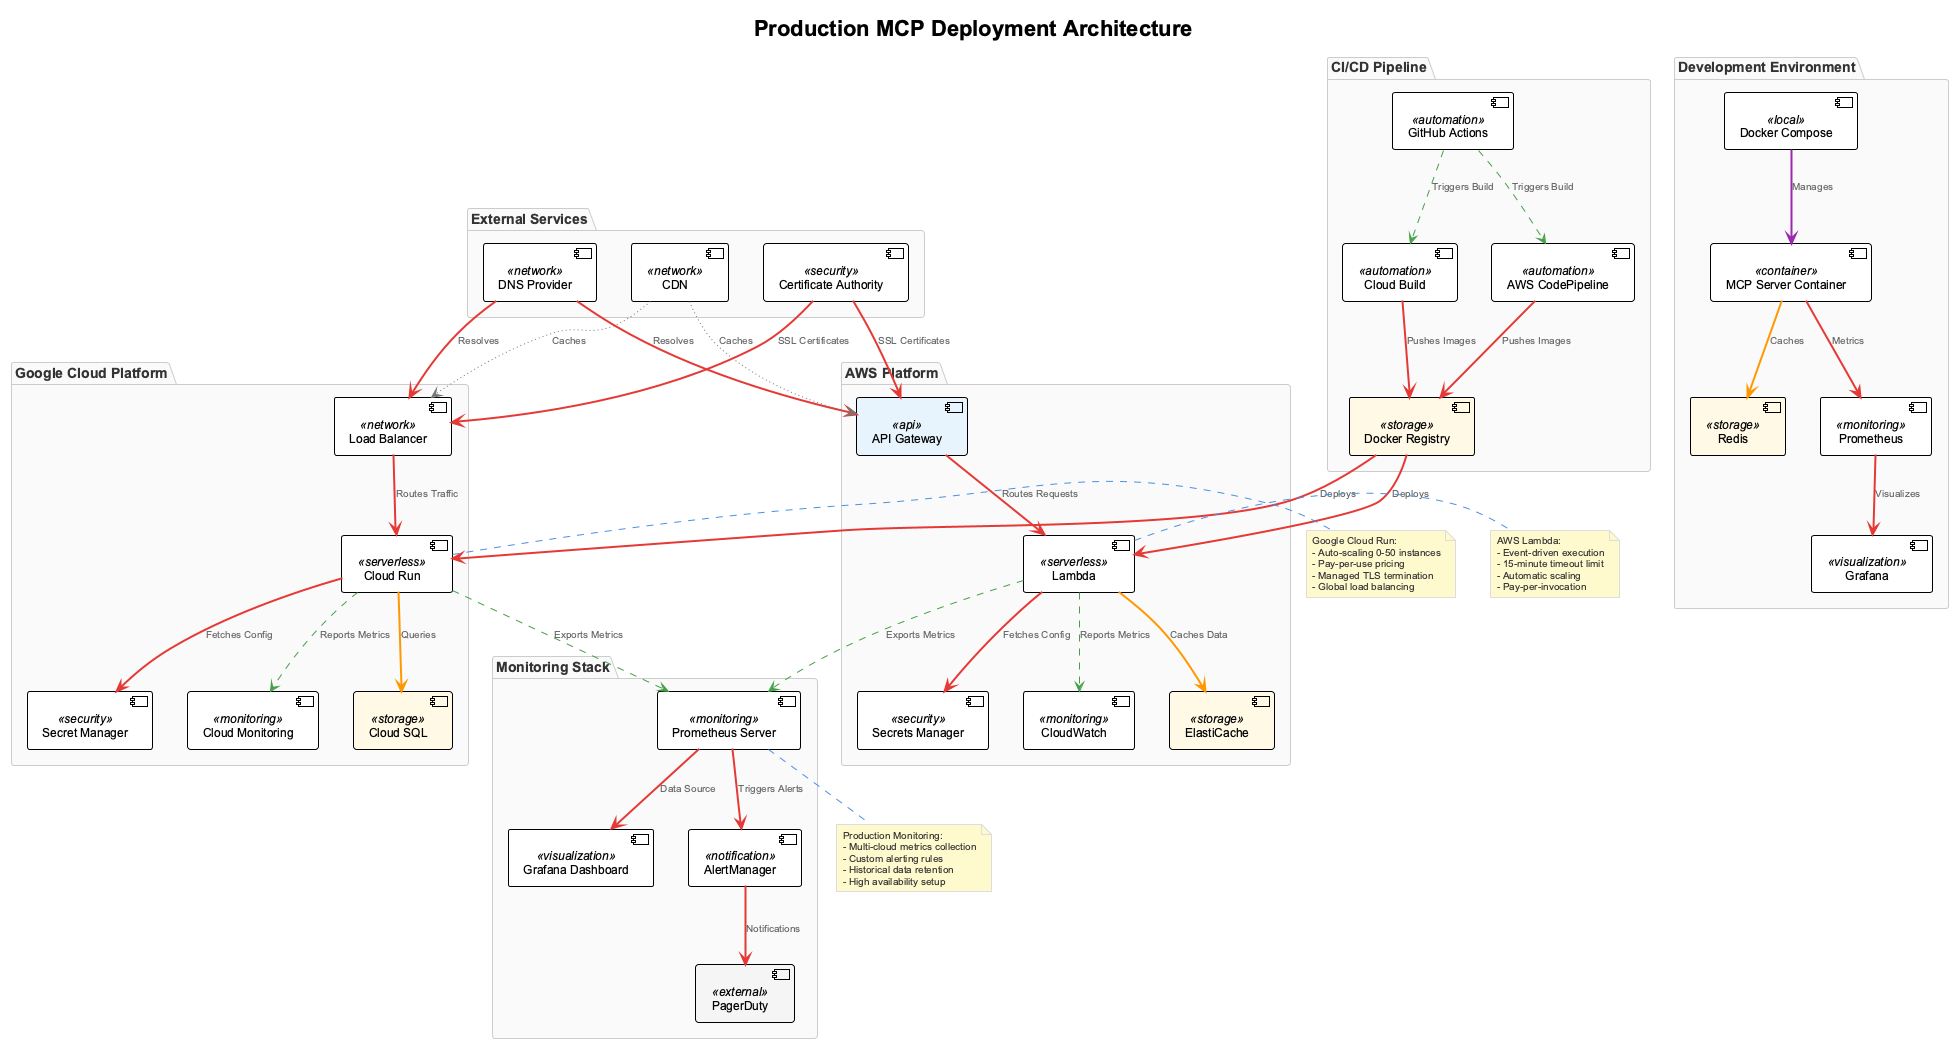 Production MCP Deployment Architecture
CI/CD Pipeline
«automation»
GitHub Actions
Triggers Build
Triggers Build
«automation»
Cloud Build
«automation»
AWS CodePipeline
Pushes Images
Pushes Images
«storage»
Docker Registry
Deploys
Deploys
Development Environment
«local»
Docker Compose
Manages
«container»
MCP Server Container
Caches
Metrics
«storage»
Redis
«monitoring»
Prometheus
Visualizes
«visualization»
Grafana
External Services
«network»
DNS Provider
«network»
CDN
«security»
Certificate Authority
Resolves
Caches
Resolves
Caches
SSL Certificates
SSL Certificates
Google Cloud Platform
«network»
Load Balancer
Routes Traffic
«serverless»
Cloud Run
Fetches Config
Reports Metrics
Queries
Exports Metrics
«security»
Secret Manager
«monitoring»
Cloud Monitoring
«storage»
Cloud SQL
AWS Platform
«api»
API Gateway
Routes Requests
«serverless»
Lambda
Exports Metrics
Fetches Config
Reports Metrics
Caches Data
«security»
Secrets Manager
«monitoring»
CloudWatch
«storage»
ElastiCache
Google Cloud Run:
- Auto-scaling 0-50 instances
- Pay-per-use pricing
- Managed TLS termination
- Global load balancing
AWS Lambda:
- Event-driven execution
- 15-minute timeout limit
- Automatic scaling
- Pay-per-invocation
Monitoring Stack
«monitoring»
Prometheus Server
Data Source
Triggers Alerts
«visualization»
Grafana Dashboard
«notification»
AlertManager
Notifications
«external»
PagerDuty
Production Monitoring:
- Multi-cloud metrics collection
- Custom alerting rules
- Historical data retention
- High availability setup